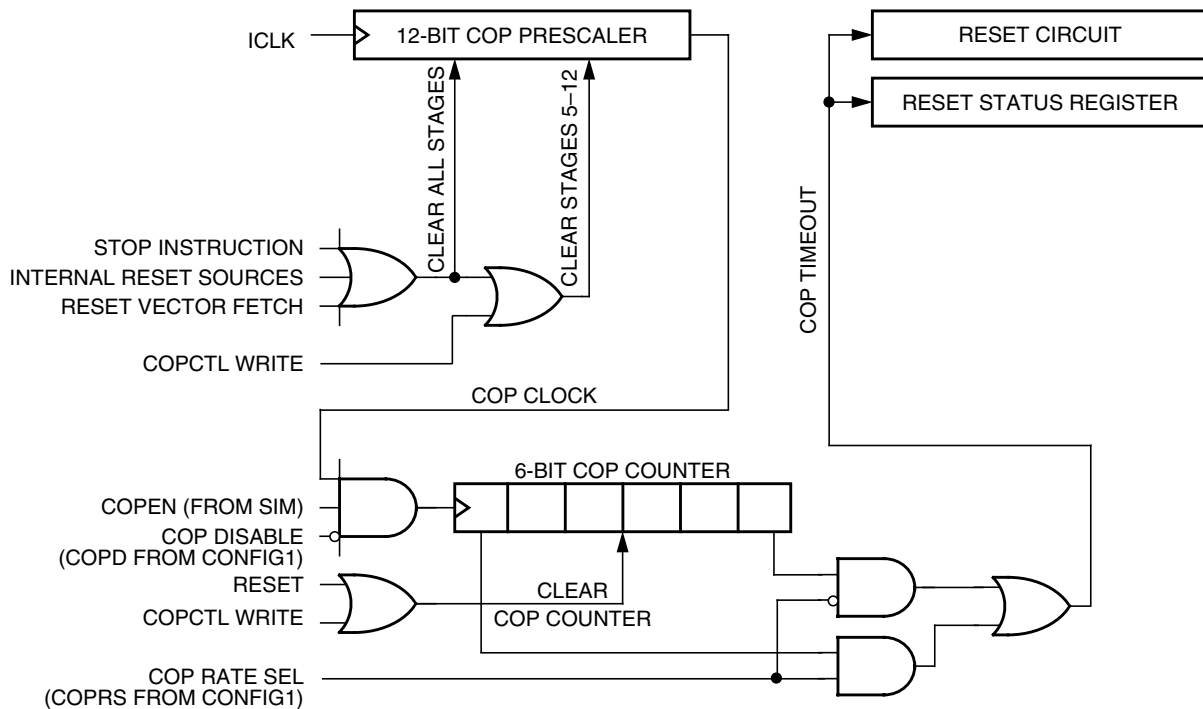 ICLK
12-BIT COP PRESCALER
RESET CIRCUIT
RESET STATUS REGISTER
CLEAR ALL STAGES
CLEAR STAGES 5–12
COP TIMEOUT
STOP INSTRUCTION
INTERNAL RESET SOURCES
RESET VECTOR FETCH
COPCTL WRITE
COP CLOCK
6-BIT COP COUNTER
COPEN (FROM SIM)
COP DISABLE
(COPD FROM CONFIG1)
RESET
COPCTL WRITE
CLEAR
COP COUNTER
COP RATE SEL
(COPRS FROM CONFIG1)